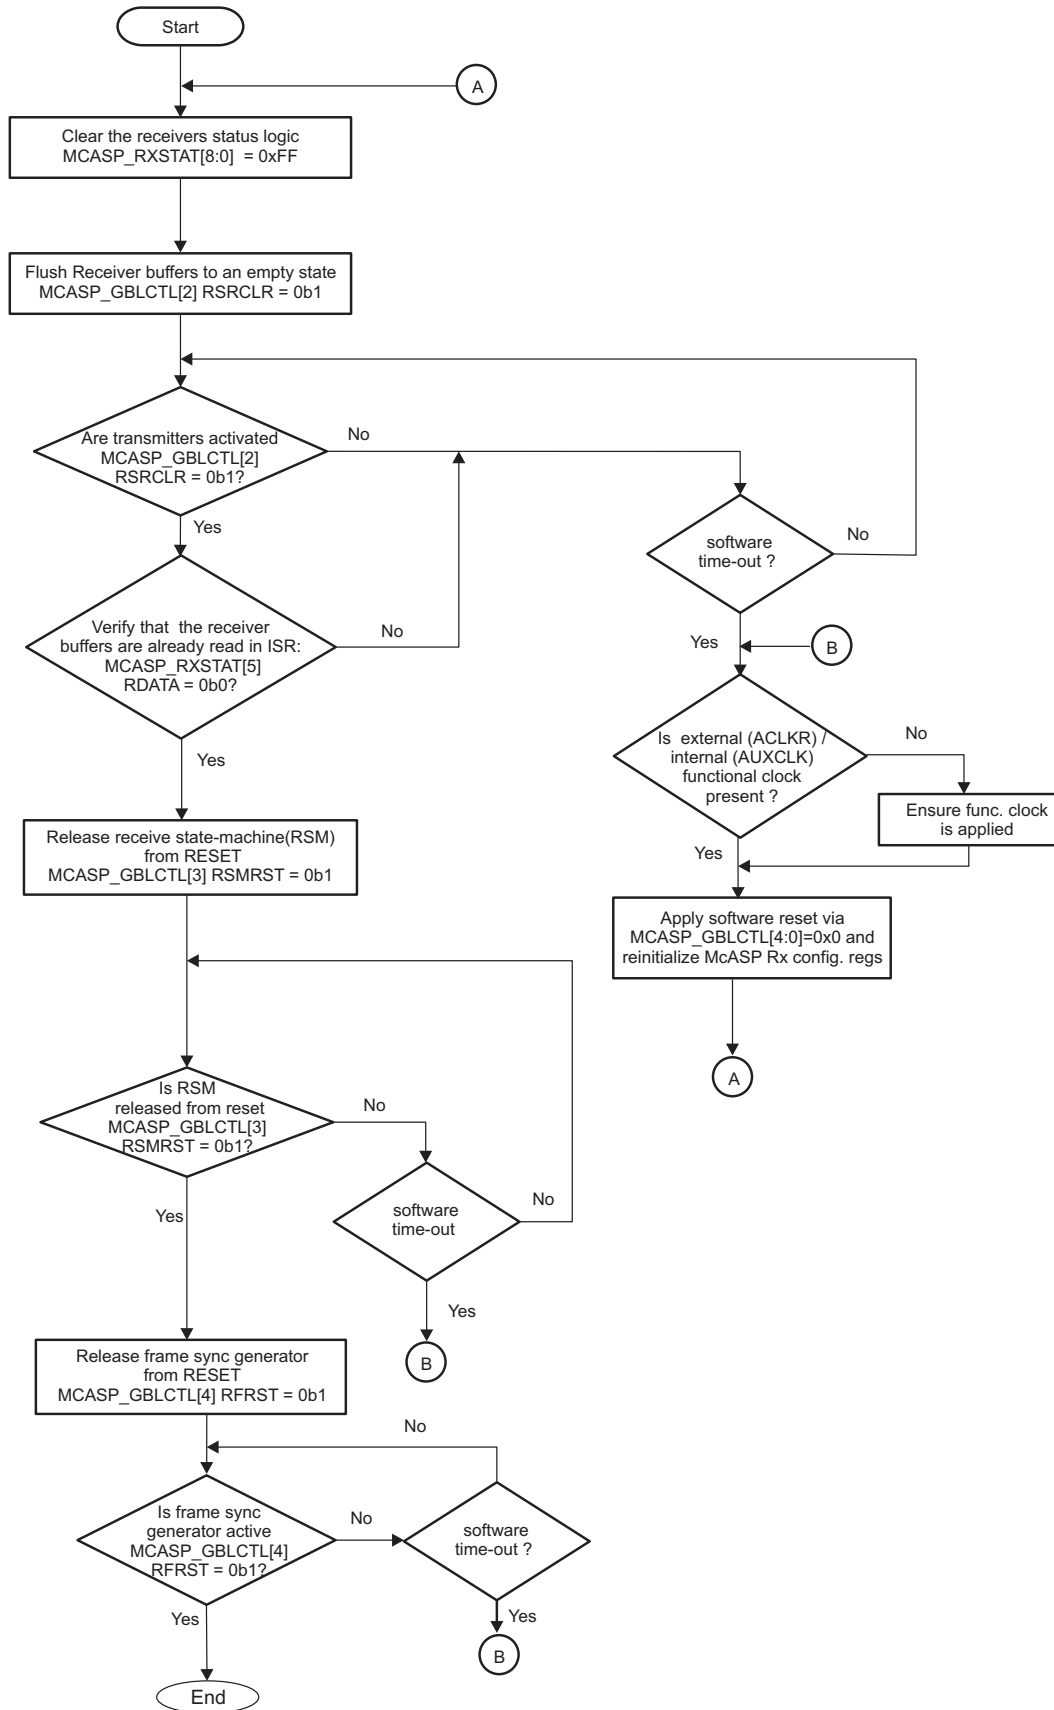 Start
A
Clear the receivers status logic
MCASP_RXSTAT[8:0] = 0xFF
Flush Receiver buffers to an empty state
MCASP_GBLCTL[2] RSRCLR = 0b1
Are transmitters activated
MCASP_GBLCTL[2]
RSRCLR = 0b1?
No
Yes
software
time-out ?
No
Verify that the receiver
buffers are already read in ISR:
MCASP_RXSTAT[5]
RDATA = 0b0?
No
Yes
Yes
B
Is external (ACLKR) /
internal (AUXCLK)
functional clock
present ?
No
Ensure func. clock
is applied
Yes
Release receive state-machine(RSM)
from RESET
MCASP_GBLCTL[3] RSMRST = 0b1
Apply software reset via
MCASP_GBLCTL[4:0]=0x0 and
reinitialize McASP Rx config. regs
A
Is RSM
released from reset
MCASP_GBLCTL[3]
RSMRST = 0b1?
No
Yes
software
time-out
No
Yes
B
Release frame sync generator
from RESET
MCASP_GBLCTL[4] RFRST = 0b1
No
Is frame sync
generator active
MCASP_GBLCTL[4]
RFRST = 0b1?
No
software
time-out ?
Yes
Yes
B
End